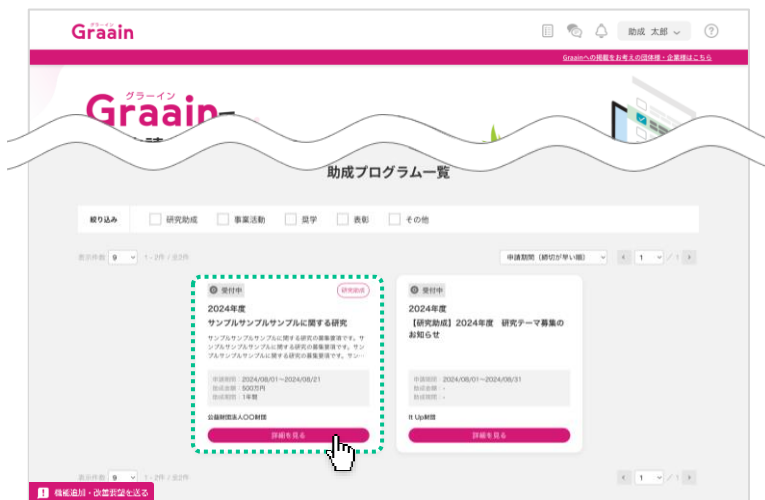 グラーイン
Graain
助成 太郎
?
Graainへの掲載をお考えの団体様・企業様はこちら
グラーイン
Graain
助成プログラム一覧
絞り込み 研究助成 事業活動 奨学 表彰 その他
表示件数 9 1 - 2件 / 全2件 申請期間（締切が早い順） 1 / 1
受付中 研究助成
2024年度
サンプルサンプルサンプルに関する研究
サンプルサンプルサンプルに関する研究の募集要項です。サ
ンプルサンプルサンプルに関する研究の募集要項です。サン
プルサンプルサンプルに関する研究の募集要項です。サン…
申請期間：2024/08/01〜2024/08/21
助成金額：500万円
助成期間：1年間
公益財団法人〇〇財団
詳細を見る
受付中
2024年度
【研究助成】2024年度 研究テーマ募集の
お知らせ
申請期間：2024/08/01〜2024/08/31
助成金額：-
助成期間：-
It Up財団
詳細を見る
表示件数 9 1 - 2件 / 全2件 1 / 1
機能追加・改善要望を送る